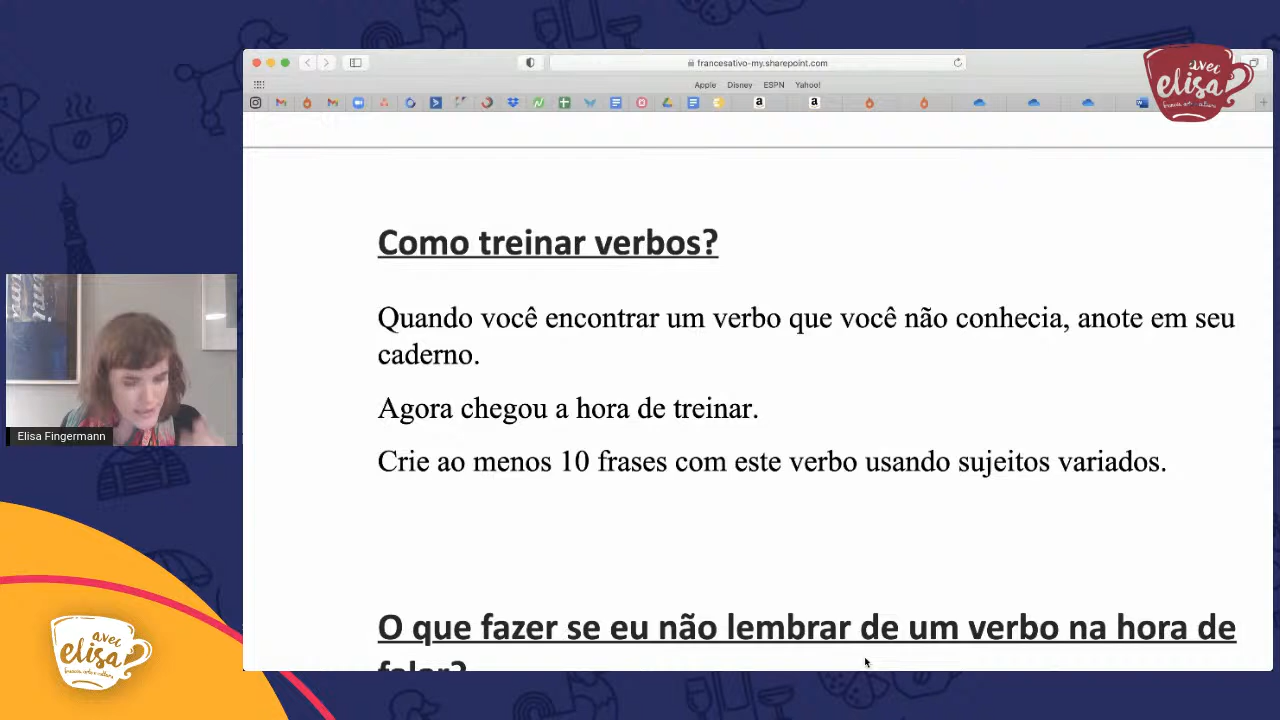 francesativo-my.sharepoint.com
Apple Disney ESPN Yahoo!
avec
elisa
Como treinar verbos?
Quando você encontrar um verbo que você não conhecia, anote em seu
caderno.
Agora chegou a hora de treinar.
Crie ao menos 10 frases com este verbo usando sujeitos variados.
O que fazer se eu não lembrar de um verbo na hora de
falar?
Elisa Fingermann
avec
elisa